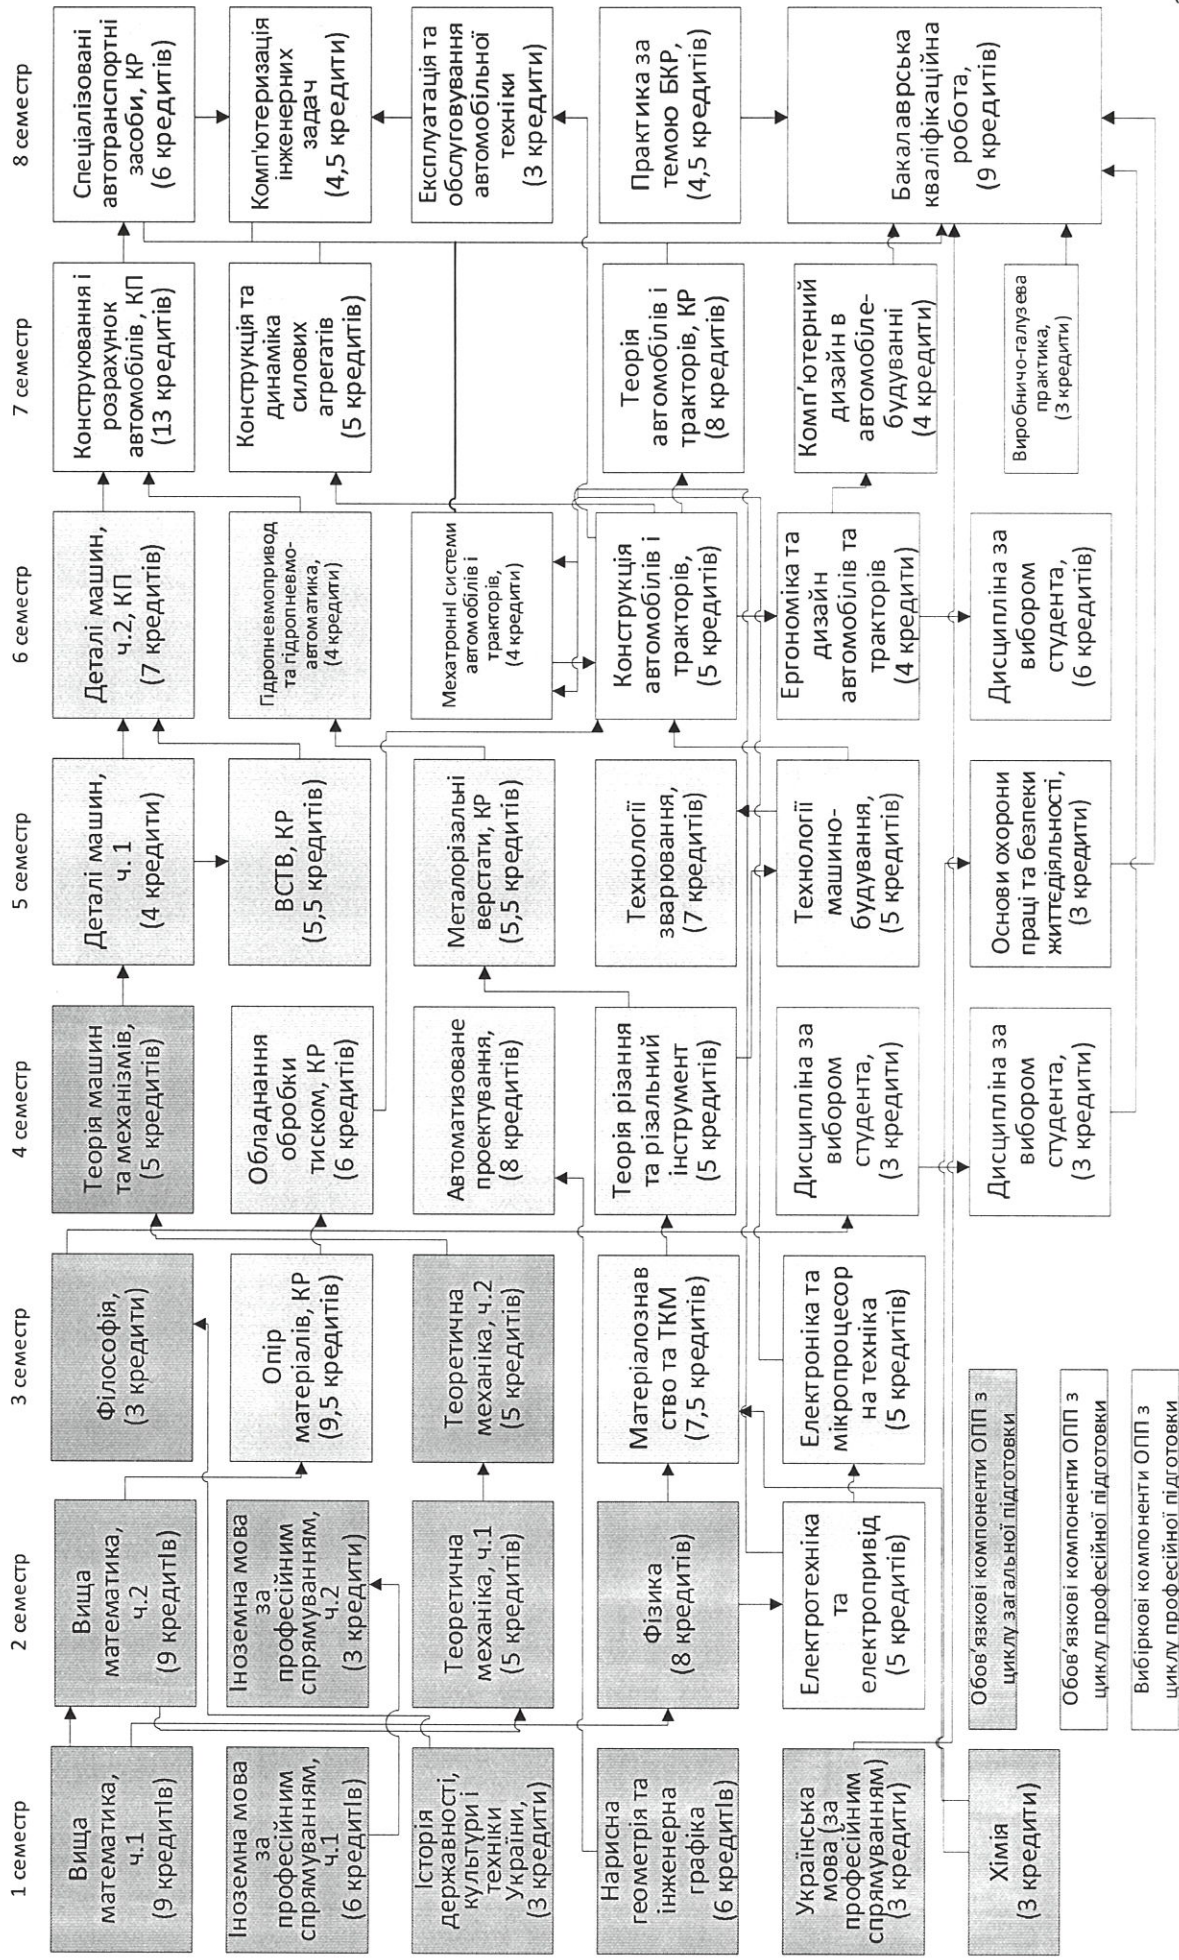 1 семестр
Вища
математика,
ч.1
(9 кредитів)
Іноземна мова
за
професійним
спрямуванням,
ч.1
(6 кредитів)
Історія
державності,
культури і
техніки
України,
(3 кредити)
Нарисна
геометрія та
інженерна
графіка
(6 кредитів)
Українська
мова (за
професійним
спрямуванням)
(3 кредити)
Хімія
(3 кредити)
2 семестр
Вища
математика,
ч.2
(9 кредитів)
Іноземна мова
за
професійним
спрямуванням,
ч.2
(3 кредити)
Теоретична
механіка, ч.1
(5 кредитів)
Фізика
(8 кредитів)
Електротехніка
та
електропривід
(5 кредитів)
3 семестр
Філософія,
(3 кредити)
Опір
матеріалів, КР
(9,5 кредитів)
Теоретична
механіка, ч.2
(5 кредитів)
Матеріалознав
ство та ТКМ
(7,5 кредитів)
Електроніка та
мікропроцесор
на техніка
(5 кредитів)
4 семестр
Теорія машин
та механізмів,
(5 кредитів)
Обладнання
обробки
тиском, КР
(6 кредитів)
Автоматизоване
проектування,
(8 кредитів)
Теорія різання
та різальний
інструмент
(5 кредитів)
Дисципліна за
вибором
студента,
(3 кредити)
Дисципліна за
вибором
студента,
(3 кредити)
5 семестр
Деталі машин,
ч.1
(4 кредити)
ВСТВ, КР
(5,5 кредитів)
Металорізальні
верстати, КР
(5,5 кредитів)
Технології
зварювання,
(7 кредитів)
Технології
машино-
будування,
(5 кредитів)
Основи охорони
праці та безпеки
життєдіяльності,
(3 кредити)
6 семестр
Деталі машин,
ч.2, КП
(7 кредитів)
Гідропневмопривод
та гідропневмо-
автоматика,
(4 кредити)
Мехатронні системи
автомобілів і
тракторів,
(4 кредити)
Конструкція
автомобілів і
тракторів,
(5 кредитів)
Ергономіка та
дизайн
автомобілів та
тракторів
(4 кредити)
Дисципліна за
вибором
студента,
(6 кредитів)
7 семестр
Конструювання і
розрахунок
автомобілів, КП
(13 кредитів)
Конструкція та
динаміка
силових
агрегатів
(5 кредитів)
Теорія
автомобілів і
тракторів, КР
(8 кредитів)
Комп’ютерний
дизайн в
автомобіле-
будуванні
(4 кредити)
Виробничо-галузева
практика,
(3 кредити)
8 семестр
Спеціалізовані
автотранспортні
засоби, КР
(6 кредитів)
Комп'ютеризація
інженерних
задач
(4,5 кредити)
Експлуатація та
обслуговування
автомобільної
техніки
(3 кредити)
Практика за
темою БКР,
(4,5 кредити)
Бакалаврська
кваліфікаційна
робота,
(9 кредитів)
Обов’язкові компоненти ОПП з
циклу загальної підготовки
Обов’язкові компоненти ОПП з
циклу професійної підготовки
Вибіркові компоненти ОПП з
циклу професійної підготовки